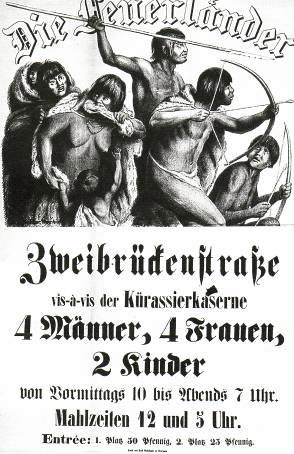 Die Feuerländer
Zweibrückenstraße
vis-à-vis der Kürassierkaserne
4 Männer, 4 Frauen,
2 Kinder
von Vormittags 10 bis Abends 7 Uhr.
Mahlzeiten 12 und 5 Uhr.
Entrée: 1. Platz 50 Pfennig, 2. Platz 25 Pfennig.